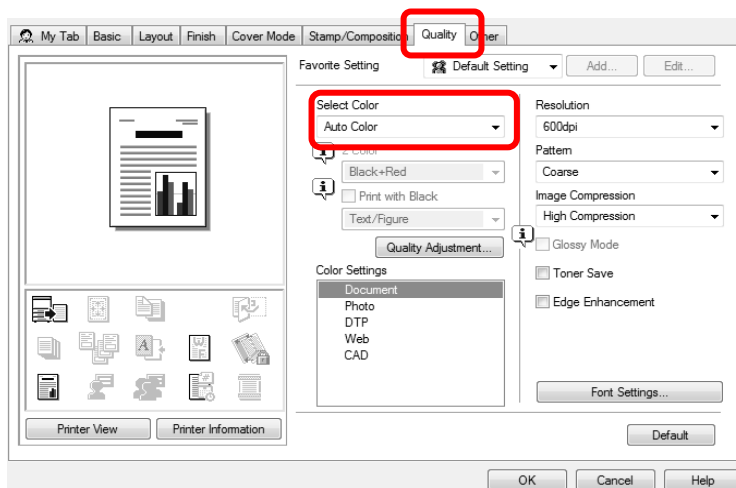 My Tab Basic Layout Finish Cover Mode Stamp/Composition Quality Other
Favorite Setting Default Setting Add... Edit...
Select Color
Auto Color
2 Color
Black+Red
Print with Black
Text/Figure
Quality Adjustment...
Color Settings
Document
Photo
DTP
Web
CAD
Resolution
600dpi
Pattern
Coarse
Image Compression
High Compression
Glossy Mode
Toner Save
Edge Enhancement
Font Settings...
Printer View Printer Information
Default
OK Cancel Help